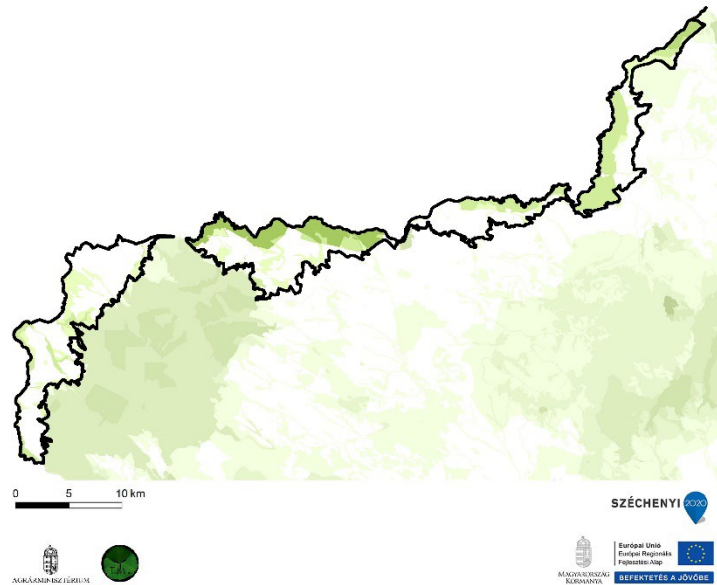 0 5 10 km
SZÉCHENYI 2020
AGRÁRMINISZTÉRIUM
MAGYARORSZÁG
KORMÁNYA
Európai Unió
Európai Regionális
Fejlesztési Alap
BEFEKTETÉS A JÖVŐBE